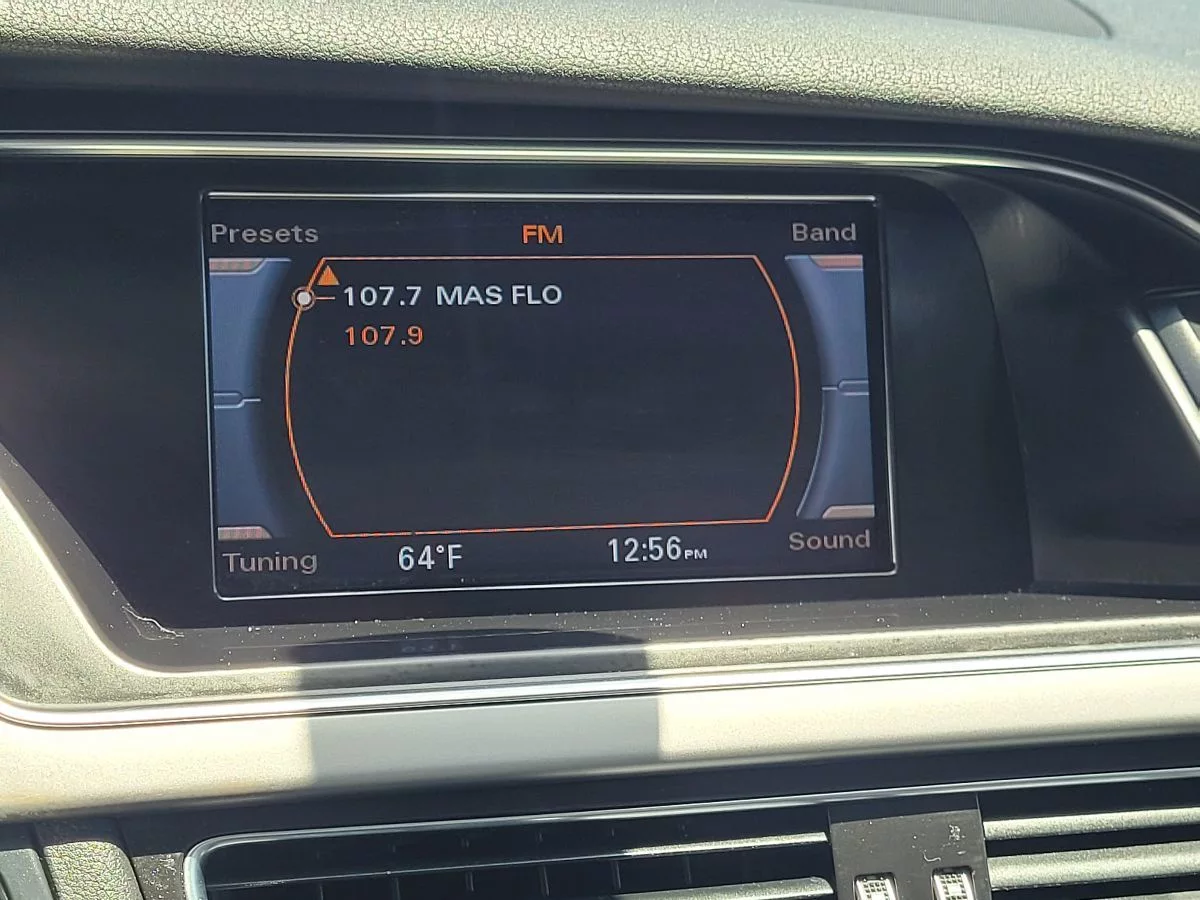 Presets FM Band
107.7 MAS FLO
107.9
Tuning 64°F 12:56PM Sound